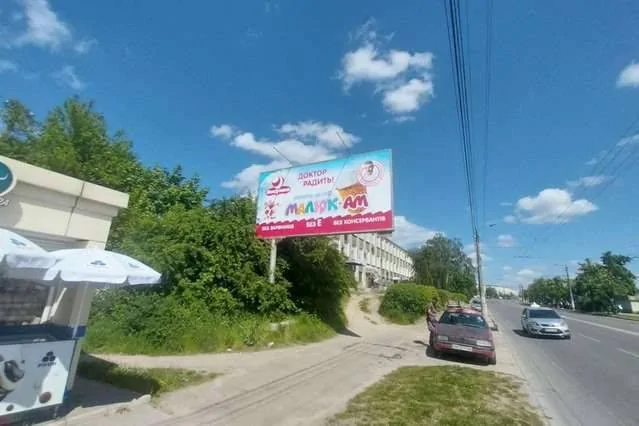 ДОКТОР
РАДИТЬ!
МАЛЮК-АМ
БЕЗ БАРВНИКІВ БЕЗ Е БЕЗ КОНСЕРВАНТІВ